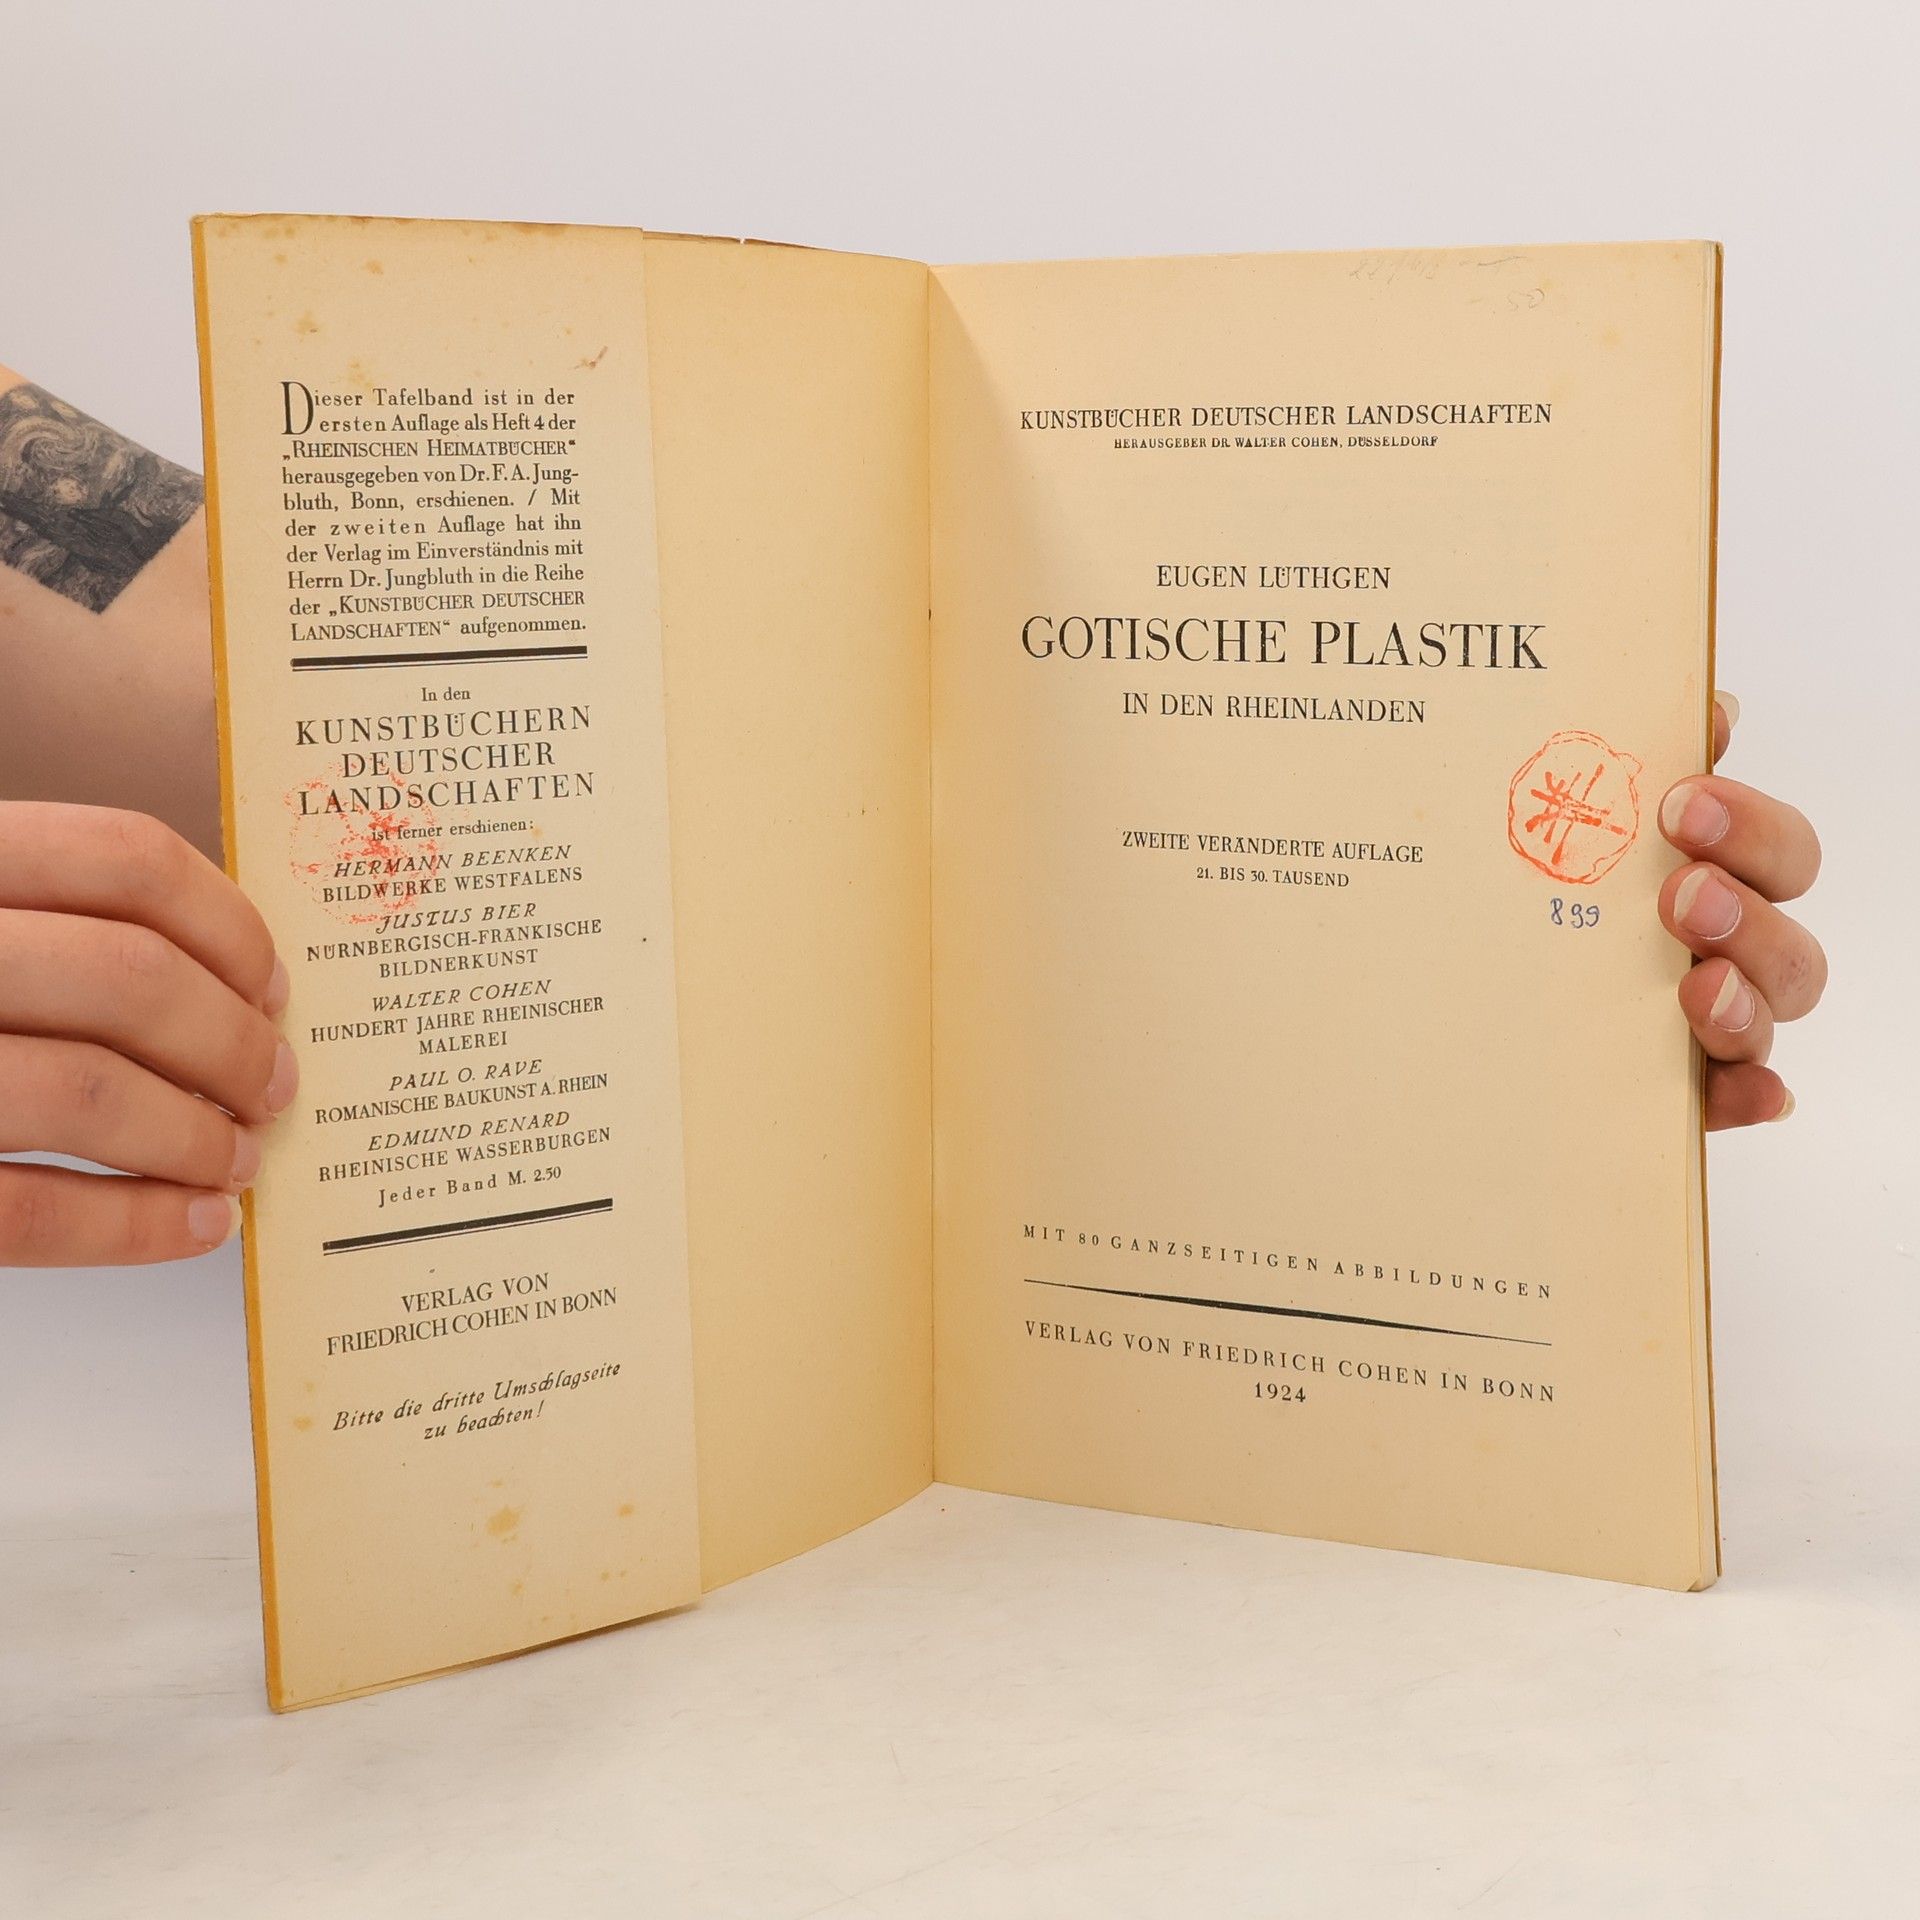 Dieser Tafelband ist in der
ersten Auflage als Heft 4 der
„RHEINISCHEN HEIMATBÜCHER“
herausgegeben von Dr. F. A. Jung-
bluth, Bonn, erschienen. / Mit
der zweiten Auflage hat ihn
der Verlag im Einverständnis mit
Herrn Dr. Jungbluth in die Reihe
der „KUNSTBÜCHER DEUTSCHER
LANDSCHAFTEN“ aufgenommen.
In den
KUNSTBÜCHERN
DEUTSCHER
LANDSCHAFTEN
ist ferner erschienen:
HERMANN BEENKEN
BILDWERKE WESTFALENS
JUSTUS BIER
NÜRNBERGISCH-FRÄNKISCHE
BILDNERKUNST
WALTER COHEN
HUNDERT JAHRE RHEINISCHER
MALEREI
PAUL O. RAVE
ROMANISCHE BAUKUNST A. RHEIN
EDMUND RENARD
RHEINISCHE WASSERBURGEN
Jeder Band M. 2.50
VERLAG VON
FRIEDRICH COHEN IN BONN
Bitte die dritte Umschlagseite
zu beachten!
50
KUNSTBÜCHER DEUTSCHER LANDSCHAFTEN
HERAUSGEBER DR. WALTER COHEN, DÜSSELDORF
EUGEN LÜTHGEN
GOTISCHE PLASTIK
IN DEN RHEINLANDEN
ZWEITE VERÄNDERTE AUFLAGE
21. BIS 30. TAUSEND
899
MIT 80 GANZSEITIGEN ABBILDUNGEN
VERLAG VON FRIEDRICH COHEN IN BONN
1924